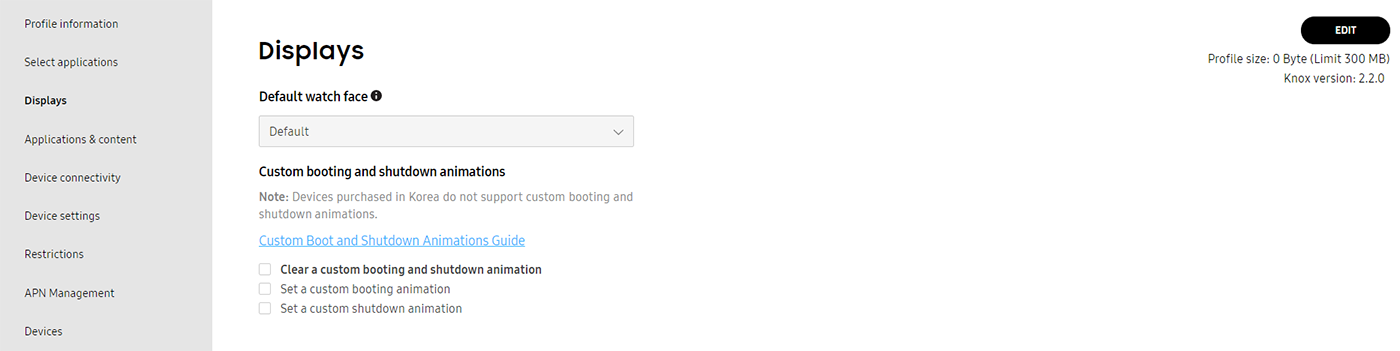 Profile information
Select applications
Displays
Applications & content
Device connectivity
Device settings
Restrictions
APN Management
Devices
Displays
Default watch face
Default
Custom booting and shutdown animations
Note: Devices purchased in Korea do not support custom booting and
shutdown animations.
Custom Boot and Shutdown Animations Guide
Clear a custom booting and shutdown animation
Set a custom booting animation
Set a custom shutdown animation
EDIT
Profile size: 0 Byte (Limit 300 MB)
Knox version: 2.2.0